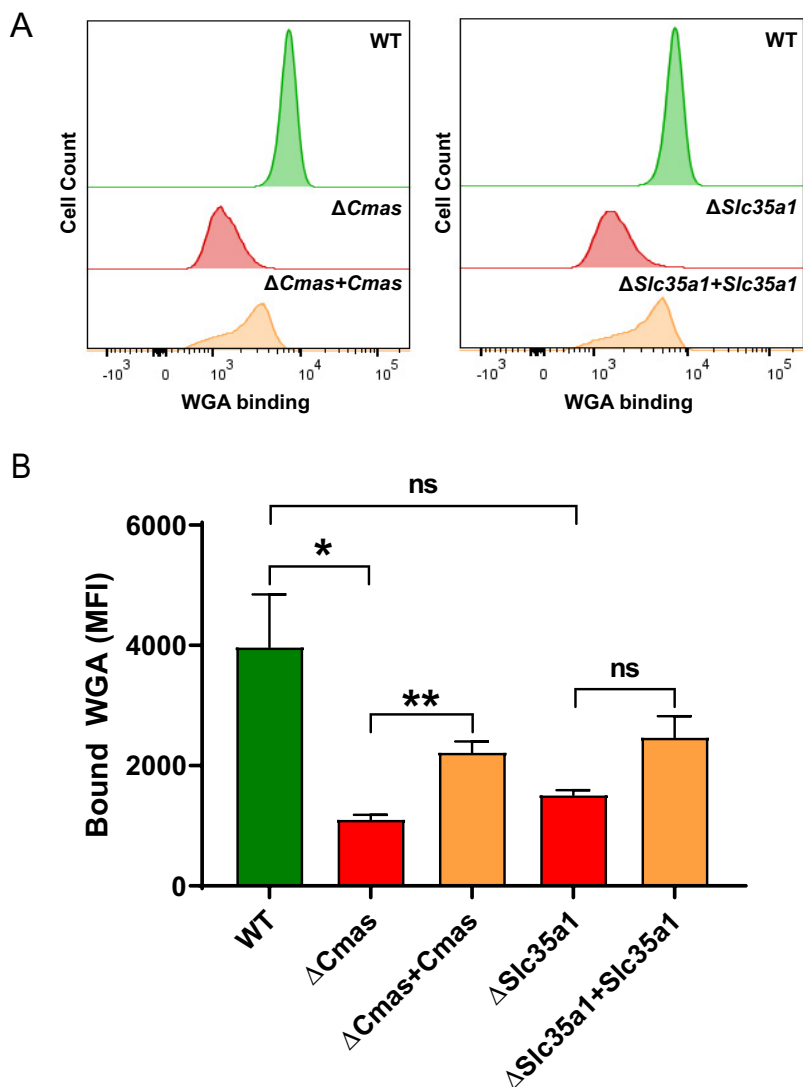 A
WT
ΔCmas
ΔCmas+Cmas
Cell Count
-10³ 0 10³ 10⁴ 10⁵
WGA binding
WT
ΔSlc35a1
ΔSlc35a1+Slc35a1
Cell Count
-10³ 0 10³ 10⁴ 10⁵
WGA binding
B
ns
*
**
ns
6000
4000
2000
0
Bound WGA (MFI)
WT
ΔCmas
ΔCmas+Cmas
ΔSlc35a1
ΔSlc35a1+Slc35a1